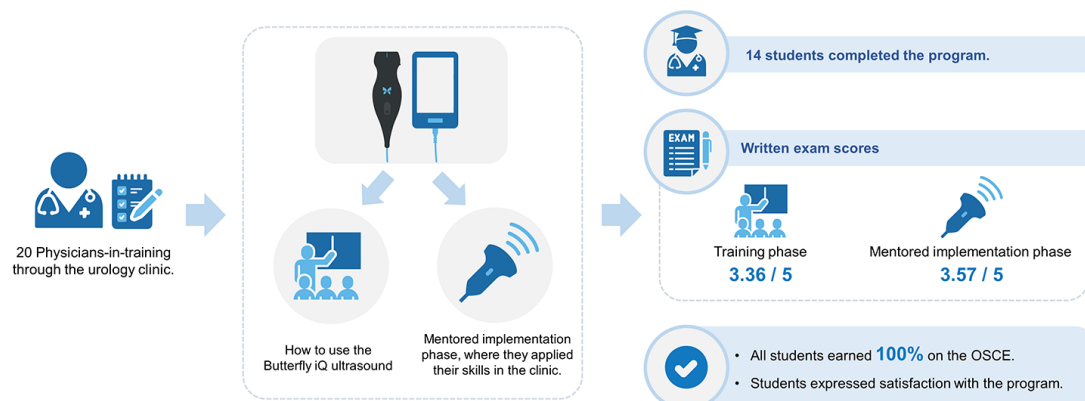 20 Physicians-in-training
through the urology clinic.
How to use the
Butterfly iQ ultrasound
Mentored implementation
phase, where they applied
their skills in the clinic.
14 students completed the program.
EXAM
Written exam scores
Training phase
3.36 / 5
Mentored implementation phase
3.57 / 5
• All students earned 100% on the OSCE.
• Students expressed satisfaction with the program.